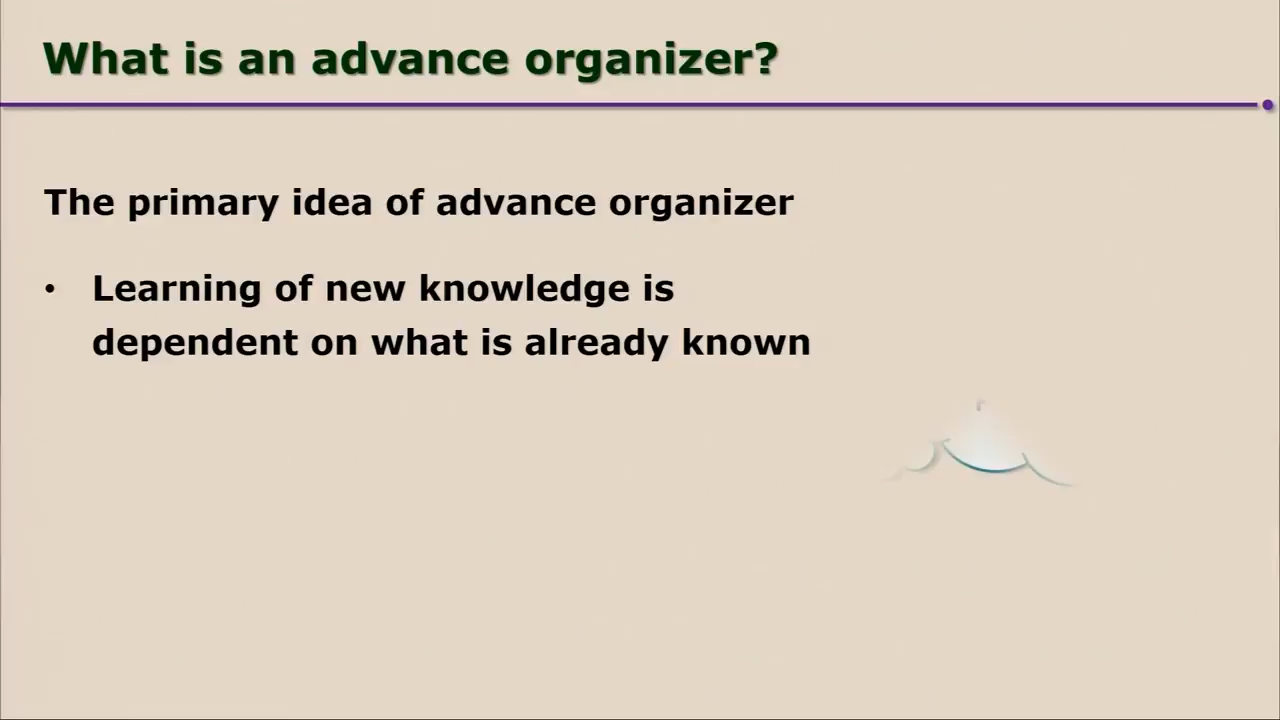 What is an advance organizer?
The primary idea of advance organizer
• Learning of new knowledge is
dependent on what is already known